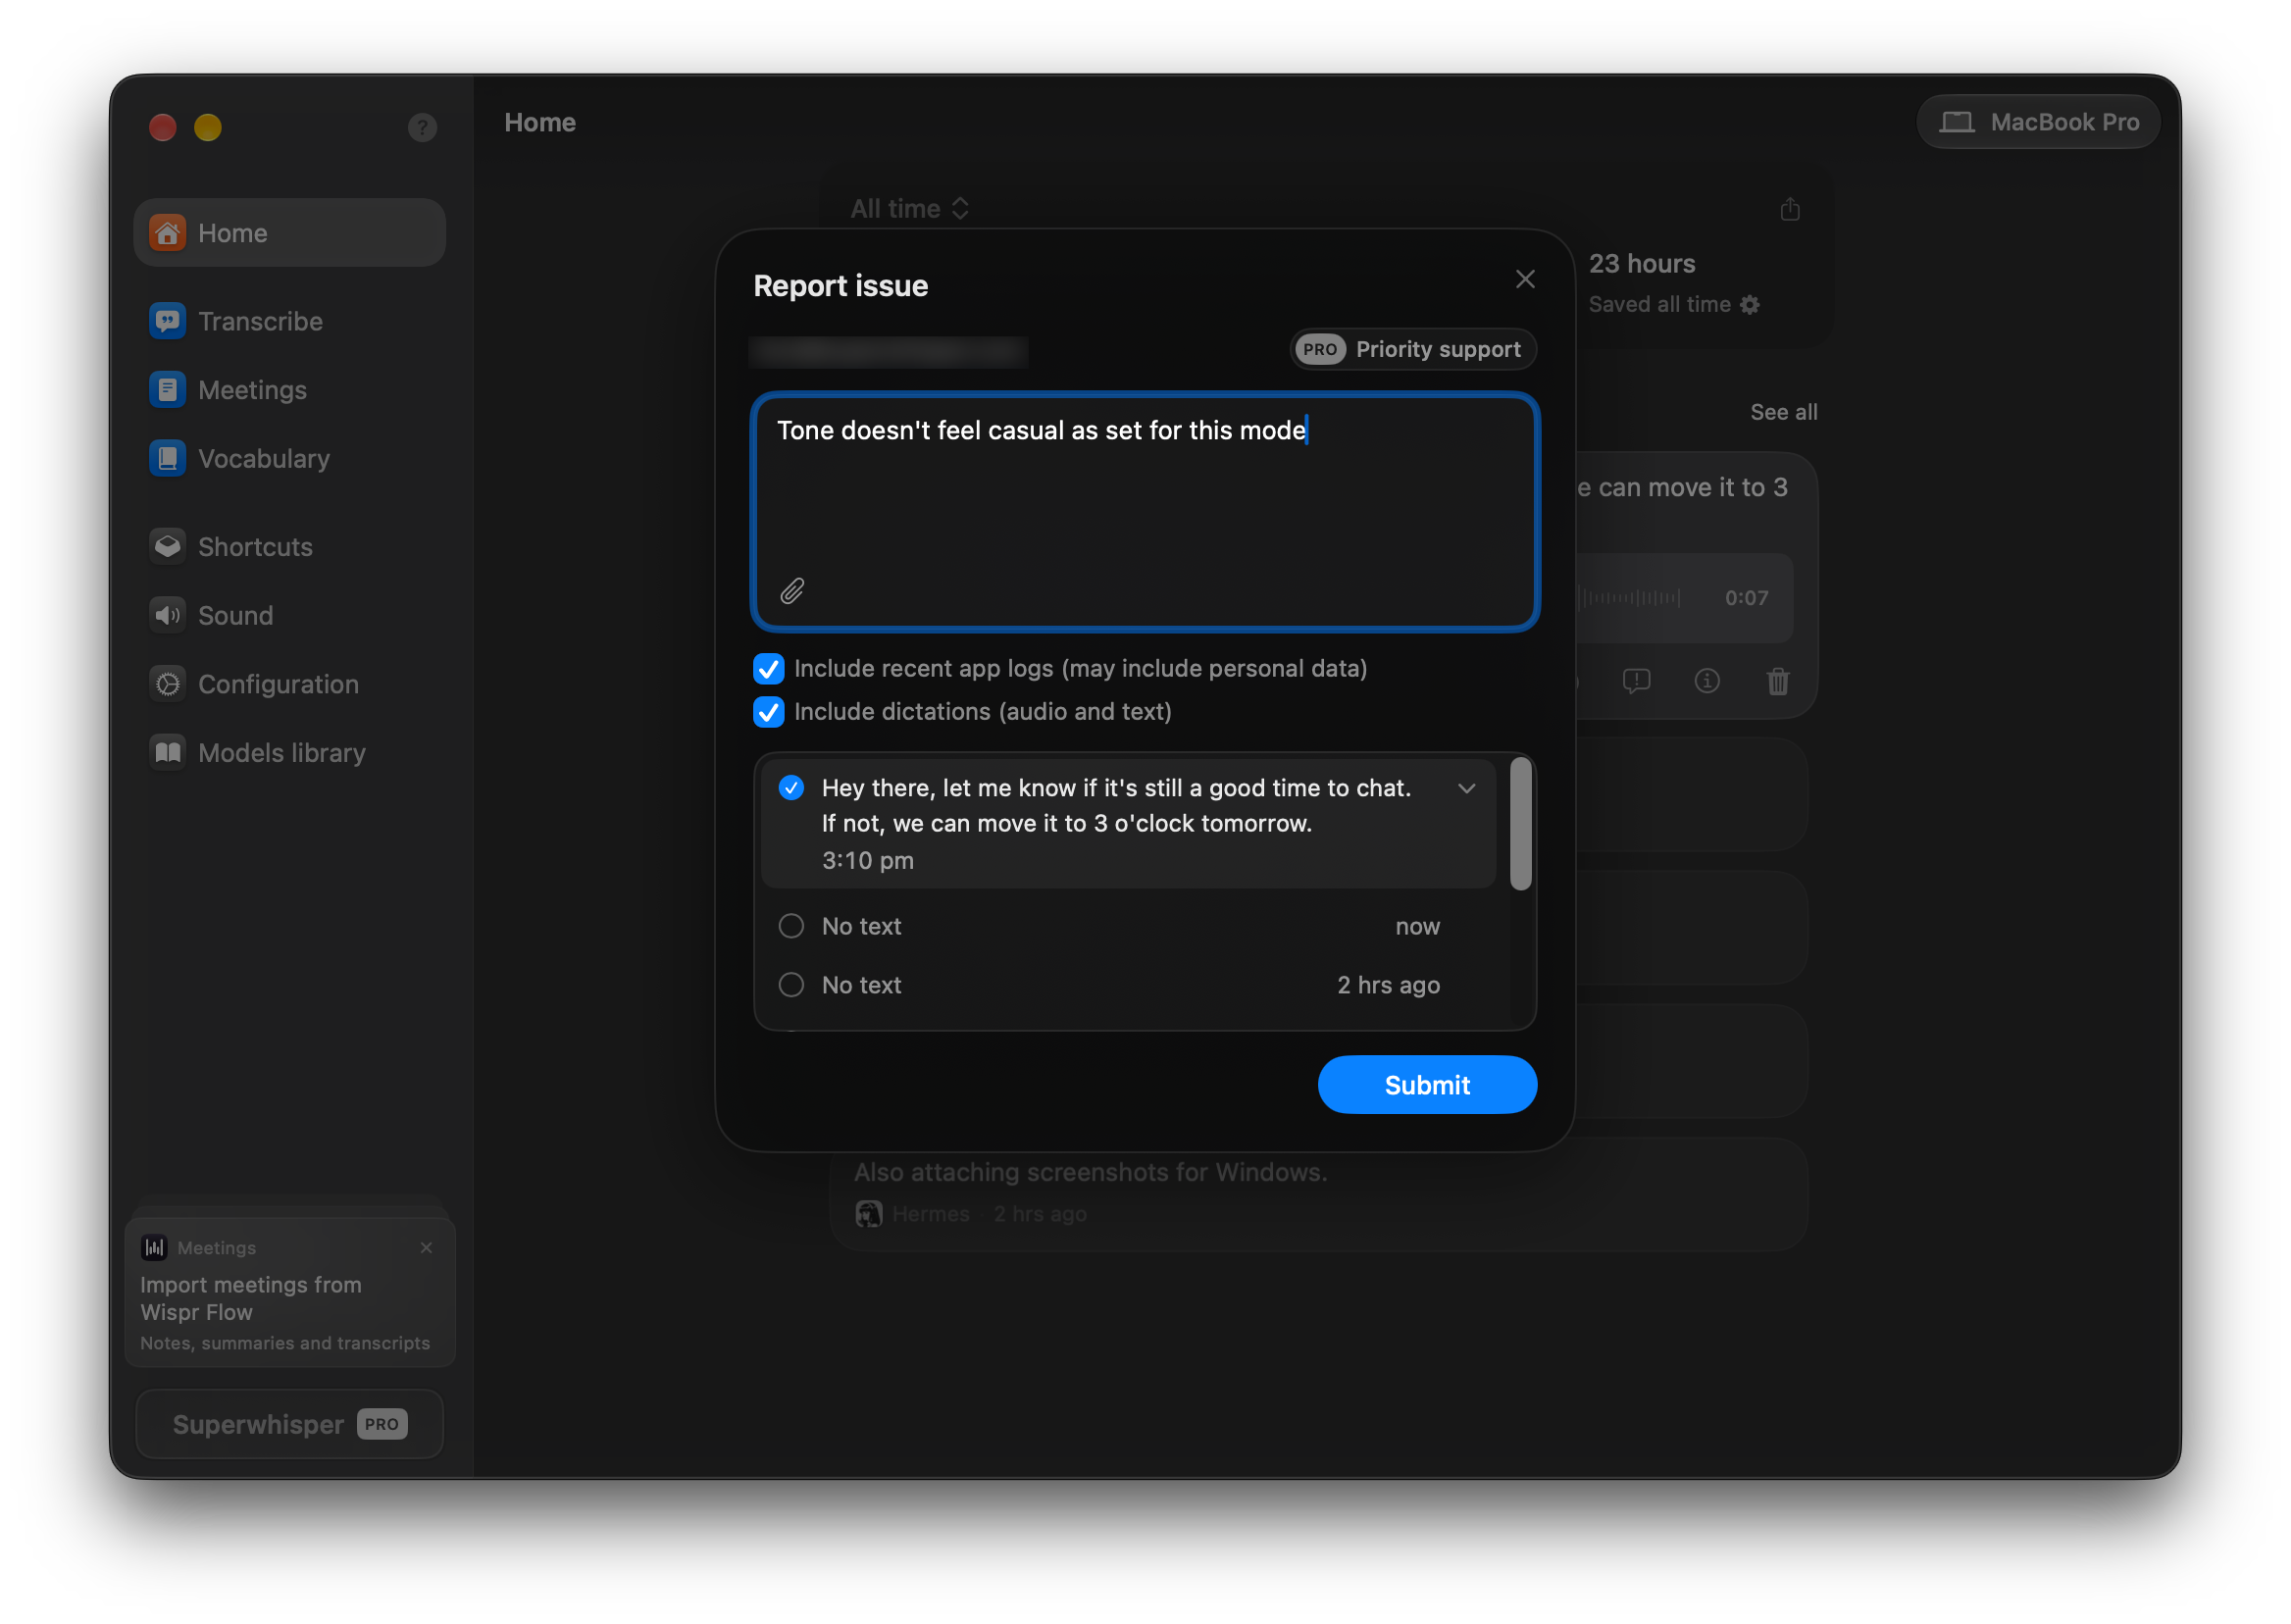 Home
MacBook Pro
Home
Transcribe
Meetings
Vocabulary
Shortcuts
Sound
Configuration
Models library
All time
23 hours
Saved all time
See all
e can move it to 3
0:07
Report issue
PRO Priority support
Tone doesn't feel casual as set for this mode
Include recent app logs (may include personal data)
Include dictations (audio and text)
Hey there, let me know if it's still a good time to chat.
If not, we can move it to 3 o'clock tomorrow.
3:10 pm
No text now
No text 2 hrs ago
Submit
Also attaching screenshots for Windows.
Hermes · 2 hrs ago
Meetings
Import meetings from
Wispr Flow
Notes, summaries and transcripts
Superwhisper PRO